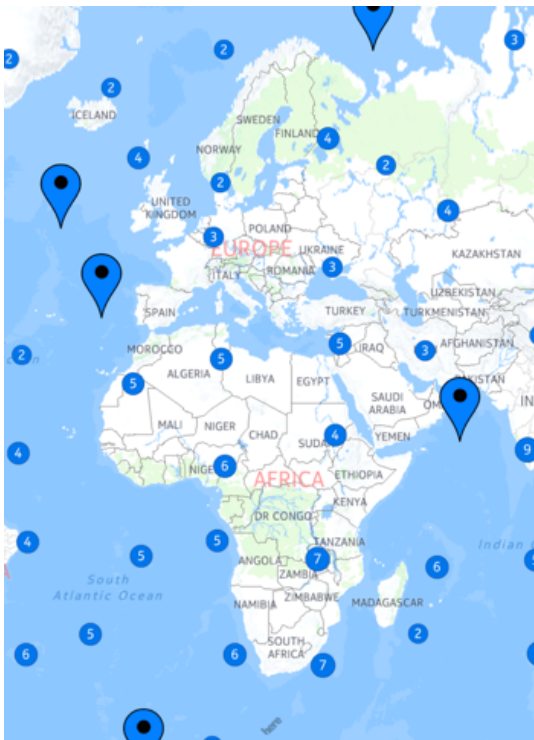 3
2
2
2
ICELAND
SWEDEN
FINLAND
4
NORWAY
4
2
2
UNITED
KINGDOM
4
3
POLAND
EUROPE
UKRAINE
KAZAKHSTAN
ITALY
ROMANIA
3
UZBEKISTAN
SPAIN
TURKEY
TURKMENISTAN
MOROCCO
5
IRAQ
3
AFGHANISTAN
2
5
ALGERIA
LIBYA
EGYPT
5
SAUDI
ARABIA
MALI
NIGER
CHAD
SUDA
4
YEMEN
4
9
6
AFRICA
ETHIOPIA
KENYA
4
5
DR CONGO
TANZANIA
Indian
5
ANGOLA
7
6
South
Atlantic Ocean
ZAMBIA
NAMIBIA
ZIMBABWE
MADAGASCAR
5
2
6
6
SOUTH
AFRICA
7
here